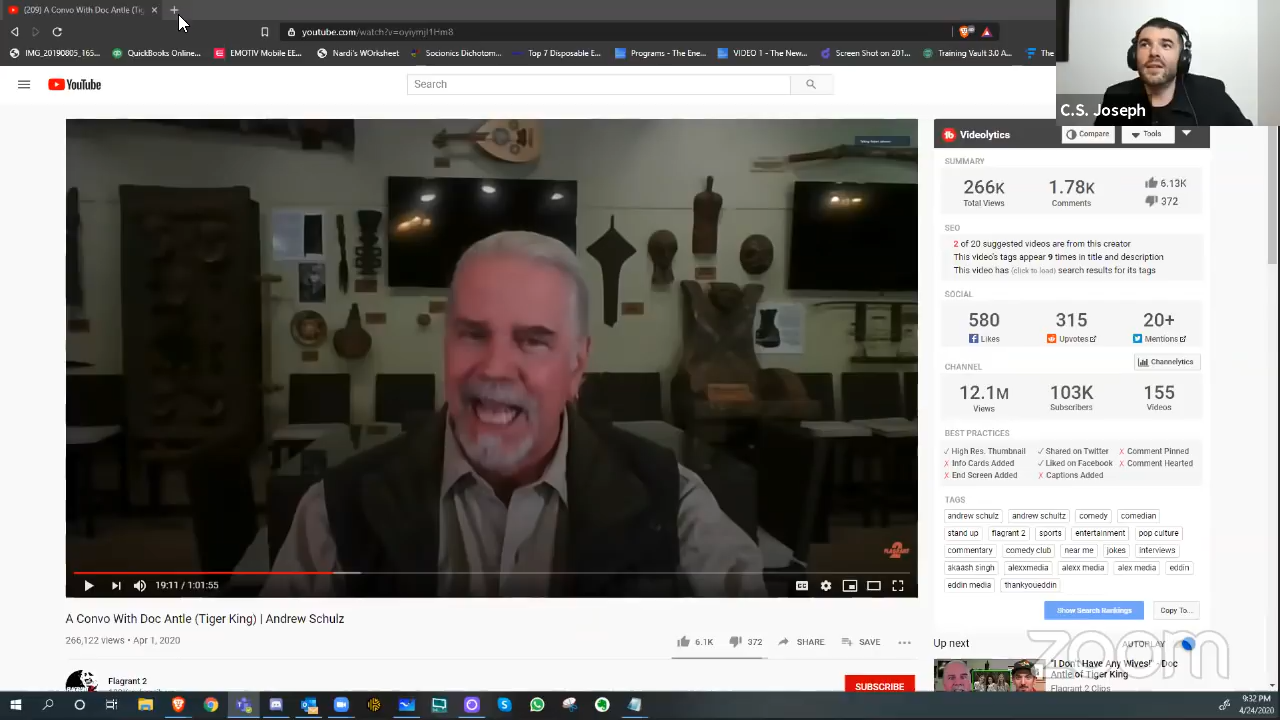 (209) A Convo With Doc Antle (Tig
youtube.com/watch?v=oyiymjI1Hm8
IMG_20190805_165...
QuickBooks Online...
EMOTIV Mobile EE...
Nardi's WOrksheet
Socionics Dichotom...
Top 7 Disposable E...
Programs - The Ene...
VIDEO 1 - The New...
Screen Shot on 201...
Training Vault 3.0 A...
The
YouTube
Search
C.S. Joseph
Videolytics
Compare
Tools
SUMMARY
266K
1.78K
6.13K
Total Views
Comments
372
SEO
2 of 20 suggested videos are from this creator
This video's tags appear 9 times in title and description
This video has (click to load) search results for its tags
SOCIAL
580
315
20+
Likes
Upvotes
Mentions
Channelytics
CHANNEL
12.1M
103K
155
Views
Subscribers
Videos
BEST PRACTICES
✓ High Res. Thumbnail
✓ Shared on Twitter
✗ Comment Pinned
✗ Info Cards Added
✓ Liked on Facebook
✗ Comment Hearted
✗ End Screen Added
✗ Captions Added
TAGS
andrew schulz
andrew schultz
comedy
comedian
stand up
flagrant 2
sports
entertainment
pop culture
commentary
comedy club
near me
jokes
interviews
akaash singh
alexxmedia
alexx media
alex media
eddin
eddin media
thankyoueddin
Show Search Rankings
Copy To...
FLAGRANT 2
19:11 / 1:01:55
CC
A Convo With Doc Antle (Tiger King) | Andrew Schulz
266,122 views • Apr 1, 2020
6.1K
372
SHARE
SAVE
Up next
AUTOPLAY
zoom
"I Don't Have Any Wives!" - Doc
Antle of Tiger King
Flagrant 2 Clips
Flagrant 2
SUBSCRIBE
9:32 PM
4/24/2020